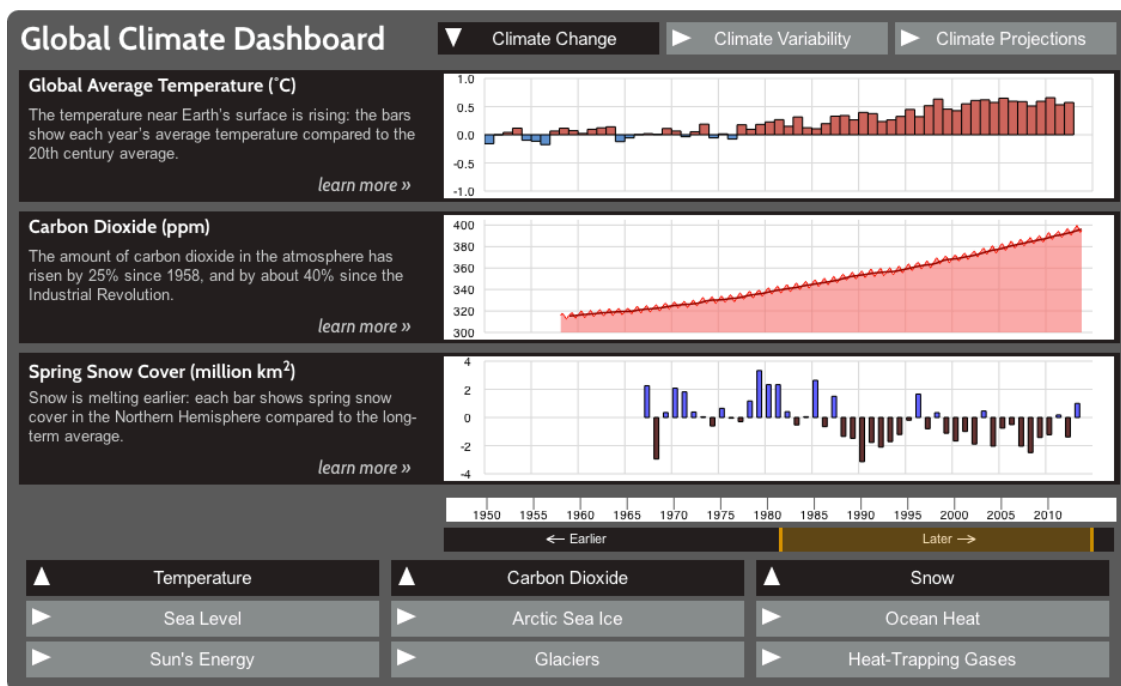 Global Climate Dashboard
Climate Change
Climate Variability
Climate Projections
Global Average Temperature (˚C)
The temperature near Earth's surface is rising: the bars
show each year's average temperature compared to the
20th century average.
learn more »
1.0
0.5
0.0
-0.5
-1.0
Carbon Dioxide (ppm)
The amount of carbon dioxide in the atmosphere has
risen by 25% since 1958, and by about 40% since the
Industrial Revolution.
learn more »
400
380
360
340
320
300
Spring Snow Cover (million km²)
Snow is melting earlier: each bar shows spring snow
cover in the Northern Hemisphere compared to the long-
term average.
learn more »
4
2
0
-2
-4
1950 1955 1960 1965 1970 1975 1980 1985 1990 1995 2000 2005 2010
← Earlier
Later →
Temperature
Carbon Dioxide
Snow
Sea Level
Arctic Sea Ice
Ocean Heat
Sun's Energy
Glaciers
Heat-Trapping Gases